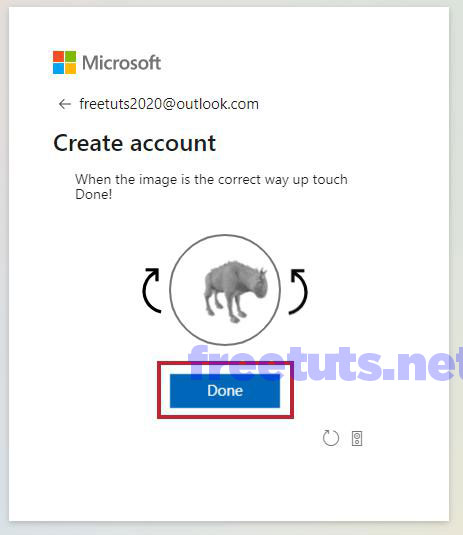 Microsoft
freetuts2020@outlook.com
Create account
When the image is the correct way up touch
Done!
freetuts.net
Done